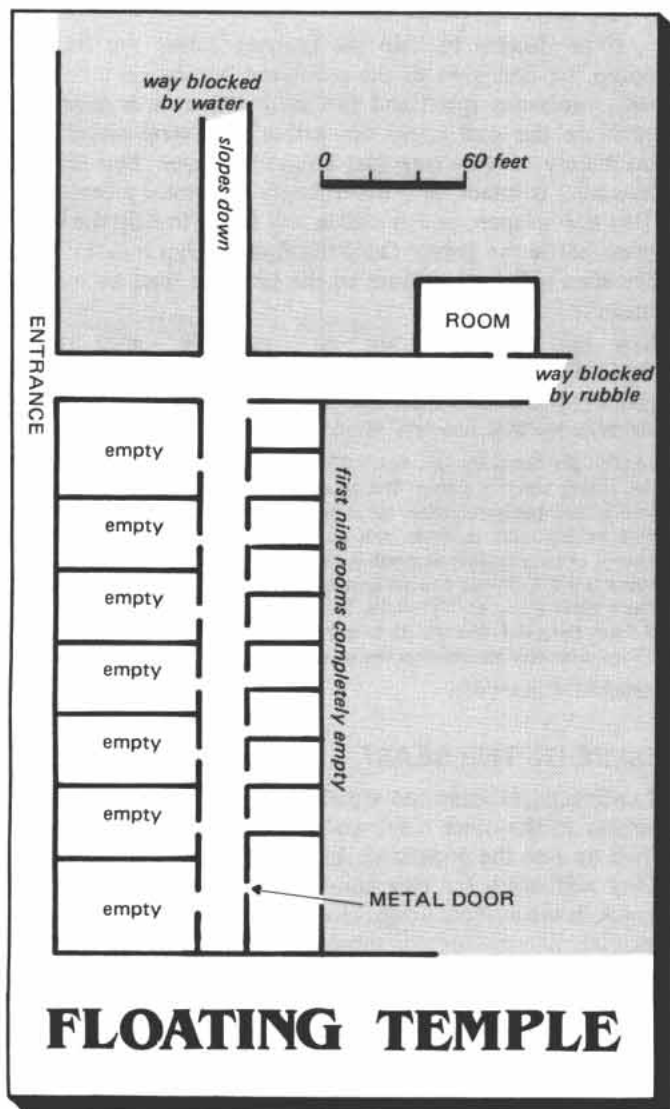 way blocked
by water
slopes down
0 60 feet
ENTRANCE
ROOM
way blocked
by rubble
empty
empty
empty
empty
empty
empty
empty
first nine rooms completely empty
METAL DOOR
FLOATING TEMPLE